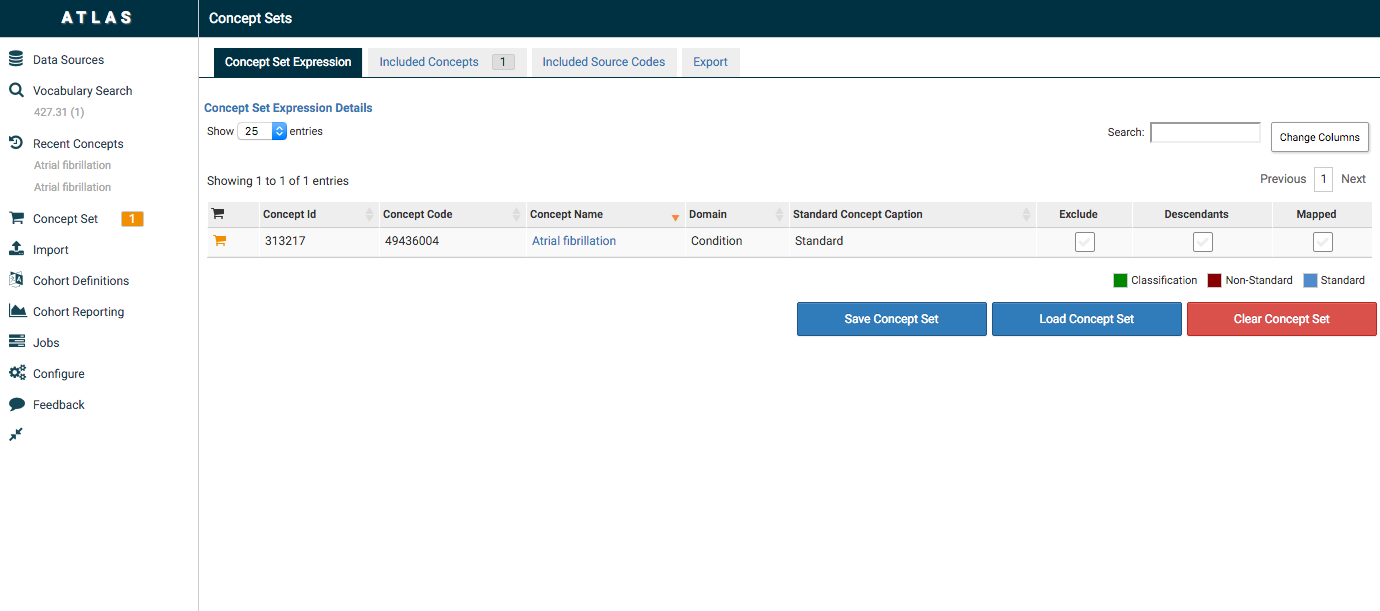 ATLAS
Concept Sets
Data Sources
Vocabulary Search
427.31 (1)
Recent Concepts
Atrial fibrillation
Atrial fibrillation
Concept Set 1
Import
Cohort Definitions
Cohort Reporting
Jobs
Configure
Feedback
Concept Set Expression Included Concepts 1 Included Source Codes Export
Concept Set Expression Details
Show 25 entries
Search: Change Columns
Showing 1 to 1 of 1 entries
Previous 1 Next
Concept Id Concept Code Concept Name Domain Standard Concept Caption Exclude Descendants Mapped
313217 49436004 Atrial fibrillation Condition Standard
Classification Non-Standard Standard
Save Concept Set Load Concept Set Clear Concept Set